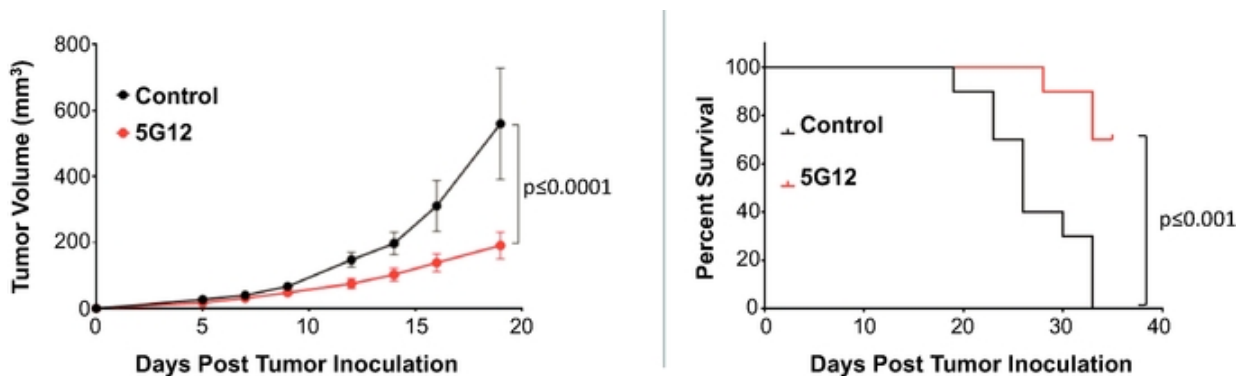 Tumor Volume (mm³)
800
600
400
200
0
Control
5G12
p≤0.0001
0
5
10
15
20
Days Post Tumor Inoculation
Percent Survival
100
80
60
40
20
0
Control
5G12
p≤0.001
0
20
30
40
Days Post Tumor Inoculation